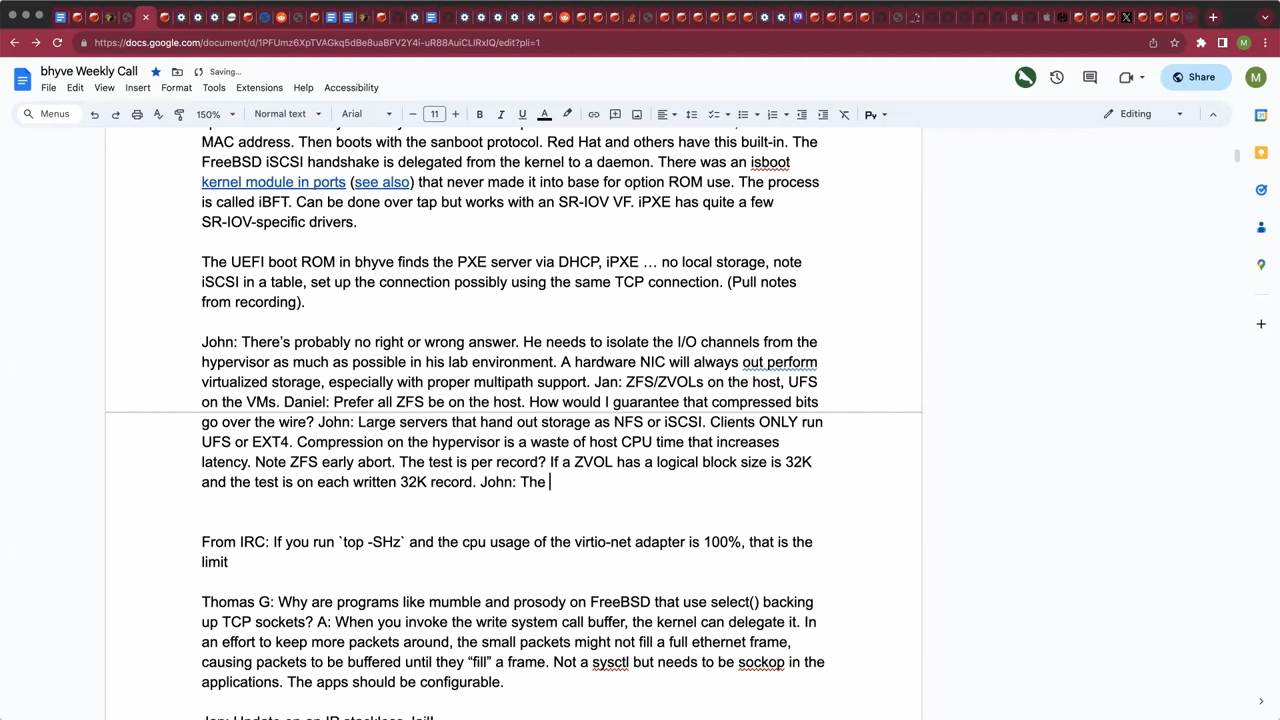 https://docs.google.com/document/d/1PFUmz6XpTVAGkq5dBe8uaBFV2Y4i-uR88AuiCLIRxIQ/edit?pli=1
M
bhyve Weekly Call
Saving...
File Edit View Insert Format Tools Extensions Help Accessibility
Share
M
Menus
150%
Normal text
Arial
11
Editing
MAC address. Then boots with the sanboot protocol. Red Hat and others have this built-in. The
FreeBSD iSCSI handshake is delegated from the kernel to a daemon. There was an isboot
kernel module in ports (see also) that never made it into base for option ROM use. The process
is called iBFT. Can be done over tap but works with an SR-IOV VF. iPXE has quite a few
SR-IOV-specific drivers.
The UEFI boot ROM in bhyve finds the PXE server via DHCP, iPXE … no local storage, note
iSCSI in a table, set up the connection possibly using the same TCP connection. (Pull notes
from recording).
John: There’s probably no right or wrong answer. He needs to isolate the I/O channels from the
hypervisor as much as possible in his lab environment. A hardware NIC will always out perform
virtualized storage, especially with proper multipath support. Jan: ZFS/ZVOLs on the host, UFS
on the VMs. Daniel: Prefer all ZFS be on the host. How would I guarantee that compressed bits
go over the wire? John: Large servers that hand out storage as NFS or iSCSI. Clients ONLY run
UFS or EXT4. Compression on the hypervisor is a waste of host CPU time that increases
latency. Note ZFS early abort. The test is per record? If a ZVOL has a logical block size is 32K
and the test is on each written 32K record. John: The
From IRC: If you run `top -SHz` and the cpu usage of the virtio-net adapter is 100%, that is the
limit
Thomas G: Why are programs like mumble and prosody on FreeBSD that use select() backing
up TCP sockets? A: When you invoke the write system call buffer, the kernel can delegate it. In
an effort to keep more packets around, the small packets might not fill a full ethernet frame,
causing packets to be buffered until they “fill” a frame. Not a sysctl but needs to be sockop in the
applications. The apps should be configurable.